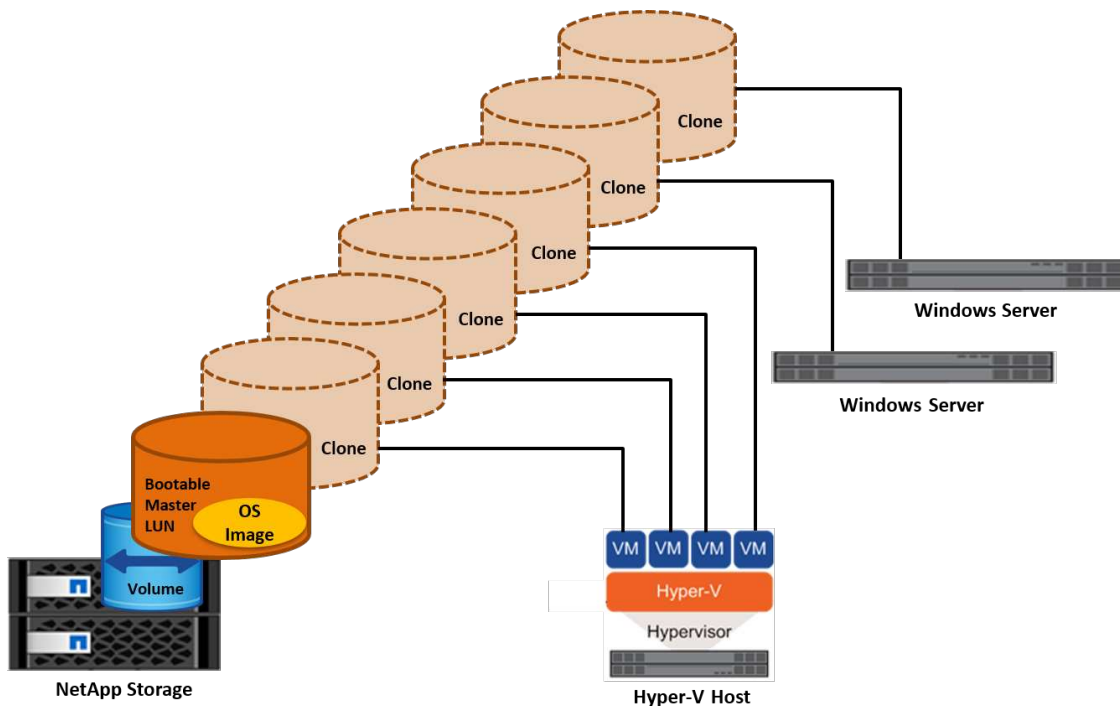 Clone
Clone
Clone
Clone
Clone
Clone
Windows Server
Windows Server
Bootable
Master
LUN
OS
Image
Volume
NetApp Storage
VM VM VM VM
Hyper-V
Hypervisor
Hyper-V Host